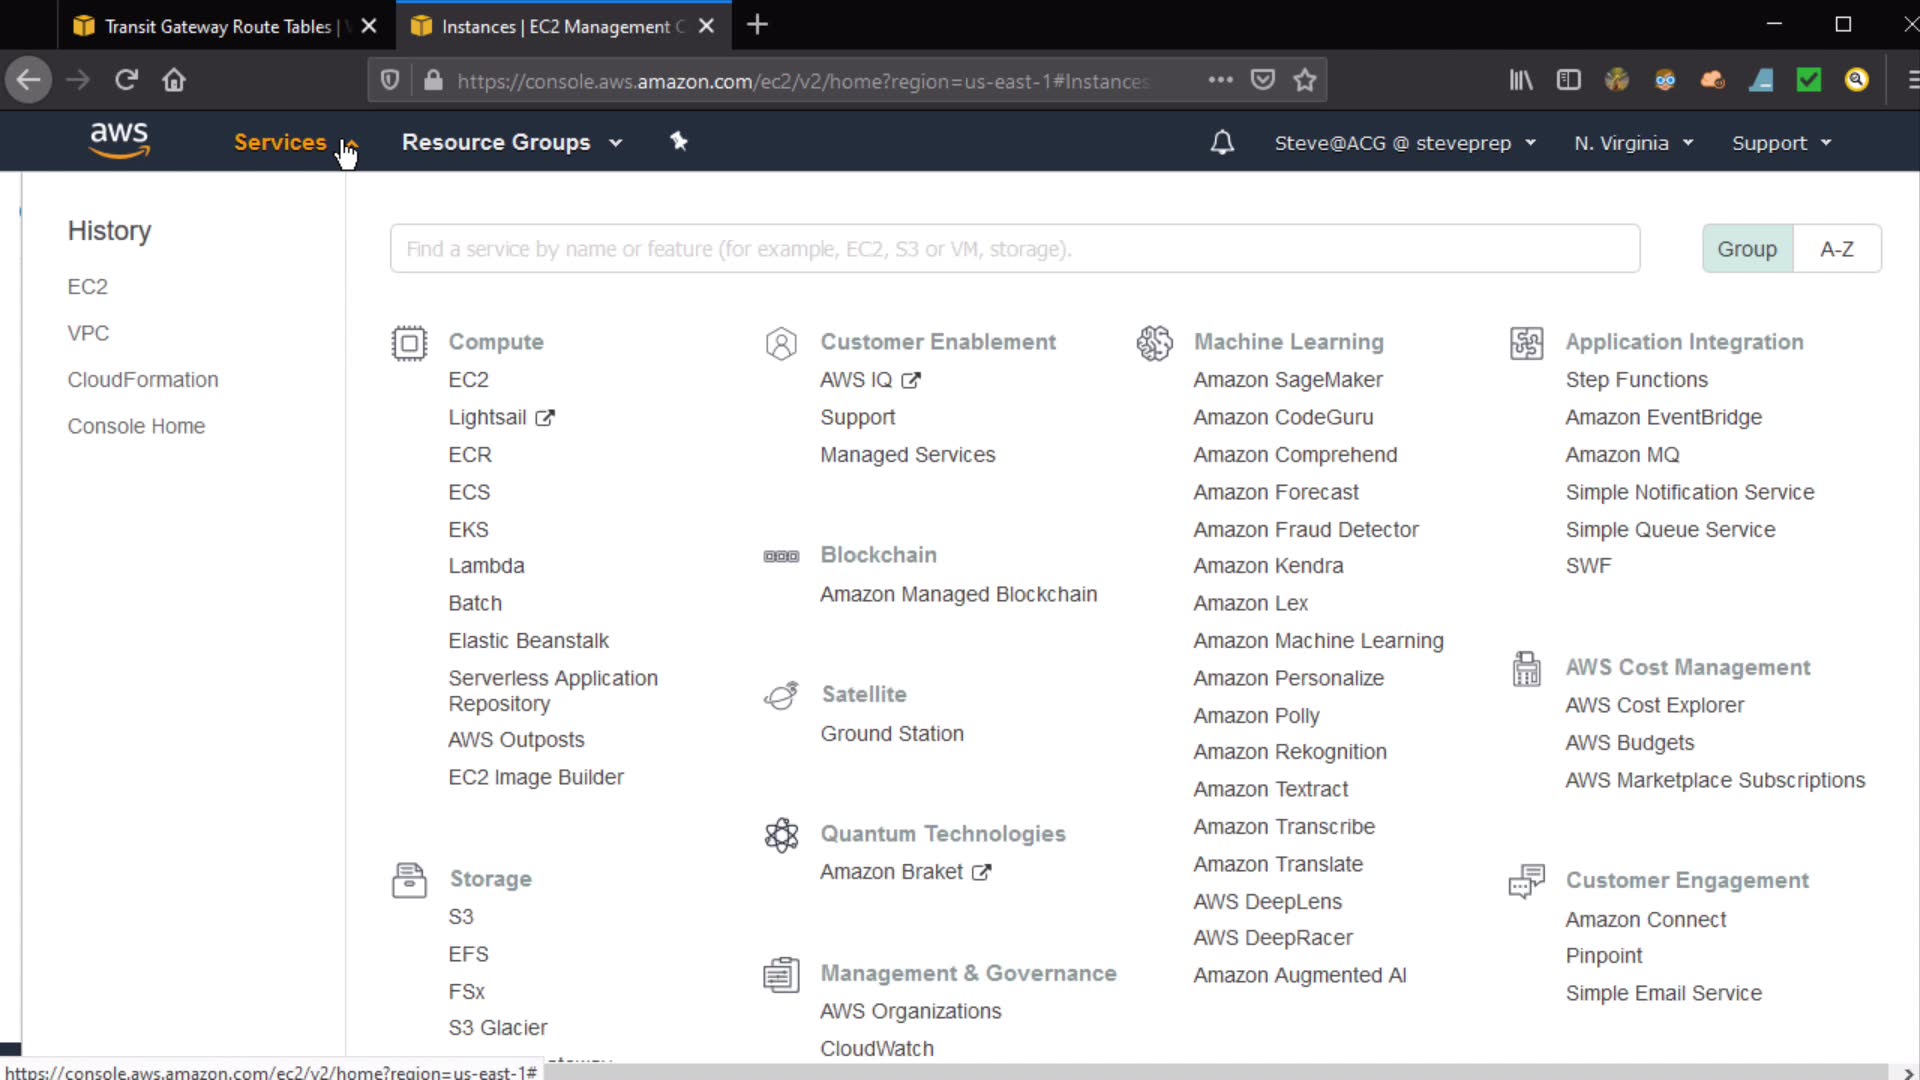 Transit Gateway Route Tables |
Instances | EC2 Management
https://console.aws.amazon.com/ec2/v2/home?region=us-east-1#Instances
aws
Services
Resource Groups
Steve@ACG @ steveprep
N. Virginia
Support
History
EC2
VPC
CloudFormation
Console Home
Find a service by name or feature (for example, EC2, S3 or VM, storage).
Group
A-Z
Compute
EC2
Lightsail
ECR
ECS
EKS
Lambda
Batch
Elastic Beanstalk
Serverless Application
Repository
AWS Outposts
EC2 Image Builder
Storage
S3
EFS
FSx
S3 Glacier
Customer Enablement
AWS IQ
Support
Managed Services
Blockchain
Amazon Managed Blockchain
Satellite
Ground Station
Quantum Technologies
Amazon Braket
Management & Governance
AWS Organizations
CloudWatch
Machine Learning
Amazon SageMaker
Amazon CodeGuru
Amazon Comprehend
Amazon Forecast
Amazon Fraud Detector
Amazon Kendra
Amazon Lex
Amazon Machine Learning
Amazon Personalize
Amazon Polly
Amazon Rekognition
Amazon Textract
Amazon Transcribe
Amazon Translate
AWS DeepLens
AWS DeepRacer
Amazon Augmented AI
Application Integration
Step Functions
Amazon EventBridge
Amazon MQ
Simple Notification Service
Simple Queue Service
SWF
AWS Cost Management
AWS Cost Explorer
AWS Budgets
AWS Marketplace Subscriptions
Customer Engagement
Amazon Connect
Pinpoint
Simple Email Service
https://console.aws.amazon.com/ec2/v2/home?region=us-east-1#